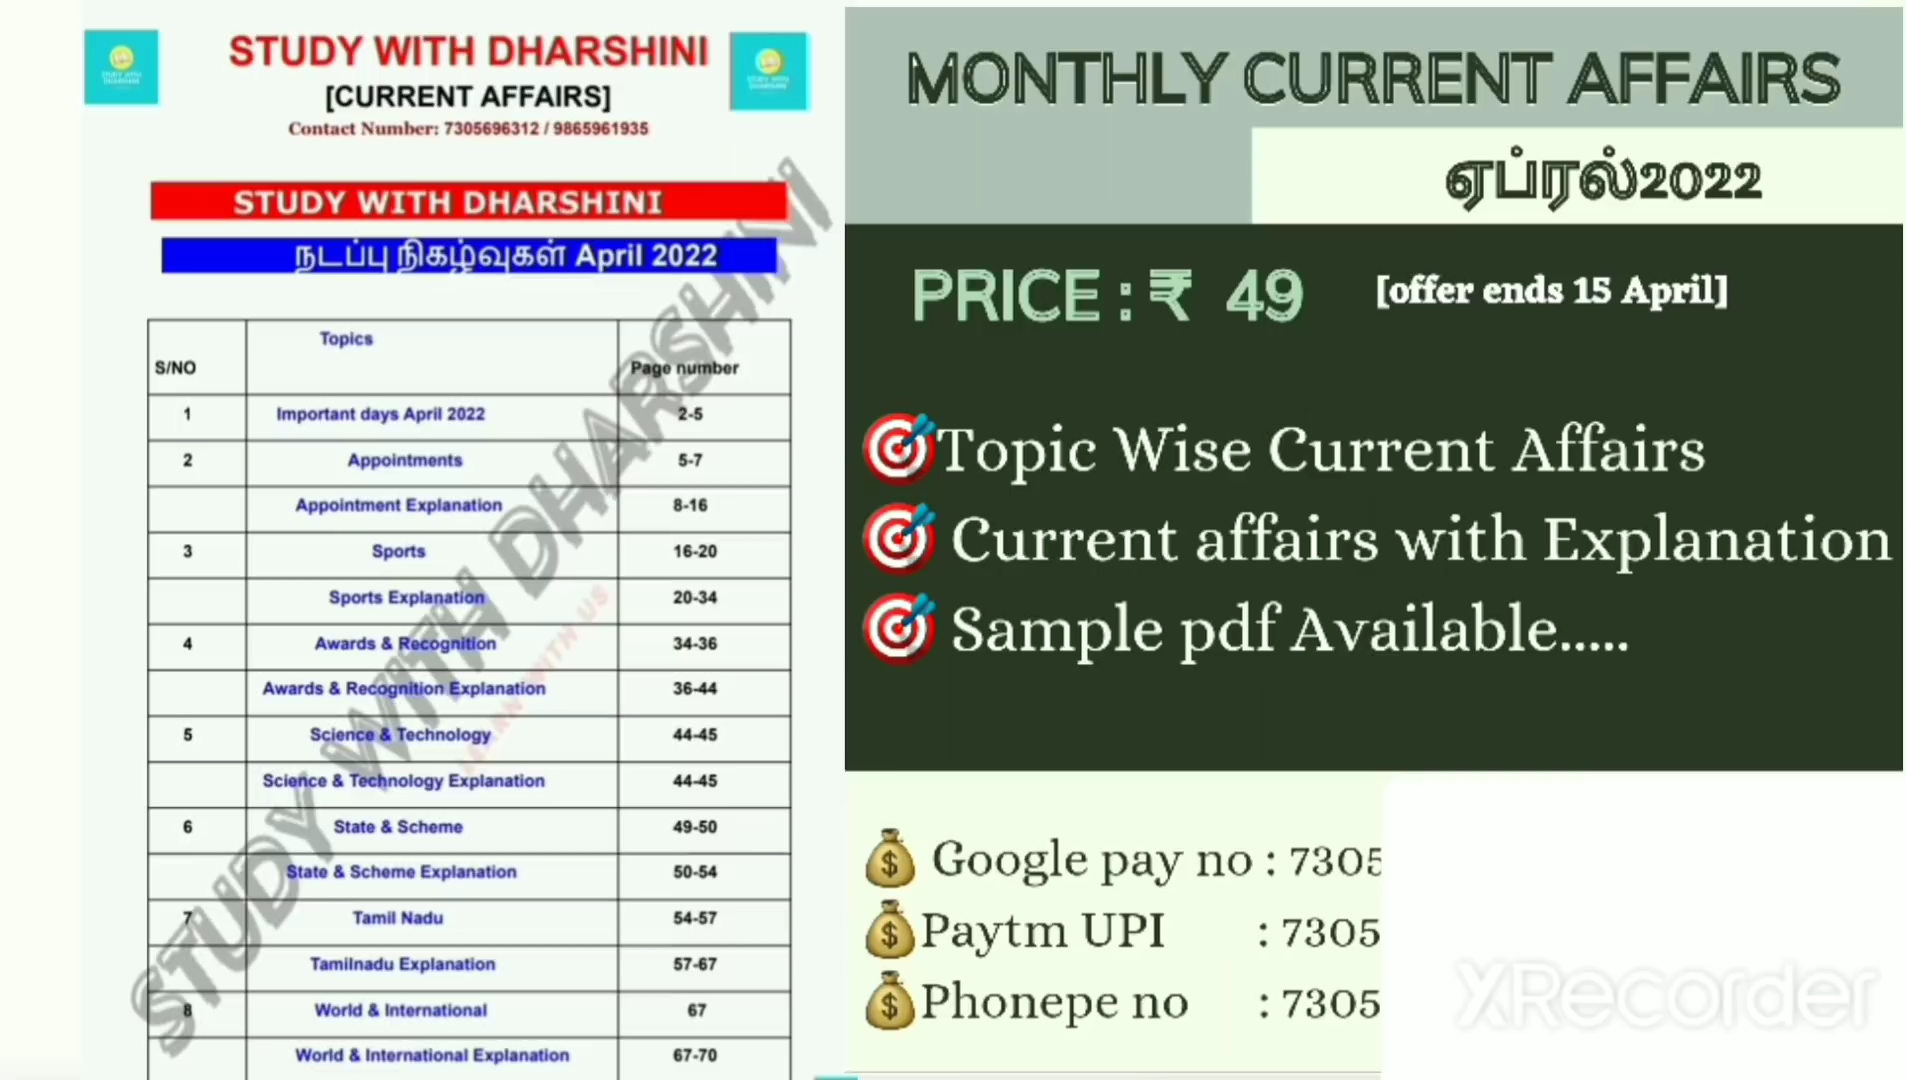 STUDY WITH DHARSHINI
[CURRENT AFFAIRS]
Contact Number: 7305696312 / 9865961935
STUDY WITH DHARSHINI
நடப்பு நிகழ்வுகள் April 2022
S/NO Topics Page number
1 Important days April 2022 2-5
2 Appointments 5-7
Appointment Explanation 8-16
3 Sports 16-20
Sports Explanation 20-34
4 Awards & Recognition 34-36
Awards & Recognition Explanation 36-44
5 Science & Technology 44-45
Science & Technology Explanation 44-45
6 State & Scheme 49-50
State & Scheme Explanation 50-54
7 Tamil Nadu 54-57
Tamilnadu Explanation 57-67
8 World & International 67
World & International Explanation 67-70
STUDY WITH DHARSHINI
LEARN WITH US
MONTHLY CURRENT AFFAIRS
ஏப்ரல்2022
PRICE : ₹ 49 [offer ends 15 April]
Topic Wise Current Affairs
Current affairs with Explanation
Sample pdf Available.....
Google pay no : 7305
Paytm UPI : 7305
Phonepe no : 7305
XRecorder